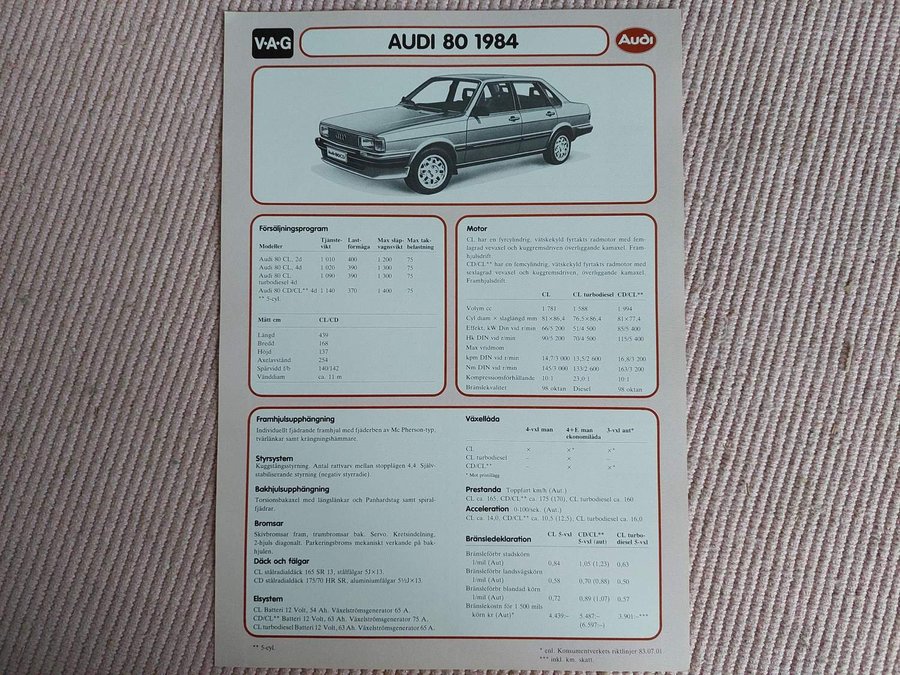 V·A·G
AUDI 80 1984
Audi
Försäljningsprogram
Modeller Tjänste-vikt Last-förmåga Max släp-vagnsvikt Max tak-belastning
Audi 80 CL, 2d 1 010 400 1 200 75
Audi 80 CL, 4d 1 020 390 1 300 75
Audi 80 CL, 1 090 390 1 300 75
turbodiesel 4d
Audi 80 CD/CL** 4d 1 140 370 1 400 75
** 5-cyl.
Mått cm CL/CD
Längd 439
Bredd 168
Höjd 137
Axelavstånd 254
Spårvidd f/b 140/142
Vänddiam ca. 11 m
Motor
CL har en fyrcylindrig, vätskekyld fyrtakts radmotor med fem-
lagrad vevaxel och kuggremsdriven överliggande kamaxel. Fram-
hjulsdrift
CD/CL** har en femcylindrig, vätskekyld fyrtakts radmotor med
sexlagrad vevaxel och kuggremsdriven, överliggande kamaxel.
Framhjulsdrift.
CL CL turbodiesel CD/CL**
Volym cc 1 781 1 588 1 994
Cyl diam × slaglängd mm 81×86,4 76,5×86,4 81×77,4
Effekt, kW Din vid r/min 66/5 200 51/4 500 85/5 400
Hk DIN vid r/min 90/5 200 70/4 500 115/5 400
Max vridmom
kpm DIN vid r/min 14,7/3 000 13,5/2 600 16,8/3 200
Nm DIN vid r/min 145/3 000 133/2 600 163/3 200
Kompressionsförhållande 10:1 23,0:1 10:1
Bränslekvalitet 98 oktan Diesel 98 oktan
Framhjulsupphängning
Individuellt fjädrande framhjul med fjäderben av Mc Pherson-typ,
tvärlänkar samt krängningshämmare.
Styrsystem
Kuggstångsstyrning. Antal rattvarv mellan stopplägen 4,4. Själv-
stabiliserande styrning (negativ styrradie).
Bakhjulsupphängning
Torsionsbakaxel med längslänkar och Panhardstag samt spiral-
fjädrar.
Bromsar
Skivbromsar fram, trumbromsar bak. Servo. Kretsindelning,
2-hjuls diagonalt. Parkeringsbroms mekaniskt verkande på bak-
hjulen.
Däck och fälgar
CL stålradialdäck 165 SR 13, stålfälgar 5J×13.
CD stålradialdäck 175/70 HR SR, aluminiumfälgar 5½J×13.
Elsystem
CL Batteri 12 Volt, 54 Ah. Växelströmsgenerator 65 A.
CD/CL** Batteri 12 Volt, 63 Ah. Växelströmsgenerator 75 A.
CL turbodiesel Batteri 12 Volt, 63 Ah. Växelströmsgenerator 65 A.
Växellåda
4-vxl man 4+E man ekonomilåda 3-vxl aut*
CL × ×* ×*
CL turbodiesel – × –
CD/CL** × ×*
* Mot pristillägg
Prestanda Toppfart km/h (Aut.)
CL ca 165, CD/CL** ca 175 (170), CL turbodiesel ca. 160
Acceleration 0-100/sek. (Aut.)
CL ca. 14,0, CD/CL** ca. 10,5 (12,5), CL turbodiesel ca. 16,0
Bränsledeklaration CL 5-vxl CD/CL** 5-vxl (aut) CL turbo-diesel 5-vxl
Bränsleförbr stadskörn
l/mil (Aut) 0,84 1,05 (1,23) 0,63
Bränsleförbr landsvägskörn
l/mil (Aut) 0,58 0,70 (0,88) 0,50
Bränsleförbr blandad körn
l/mil (Aut) 0,72 0,89 (1,07) 0,57
Bränslekostn för 1 500 mils
körn kr (Aut)* 4.439:– 5.487:– 3.901:–***
(6.597:–)
** 5-cyl.
* enl. Konsumentverkets riktlinjer 83.07.01
*** inkl. km. skatt.